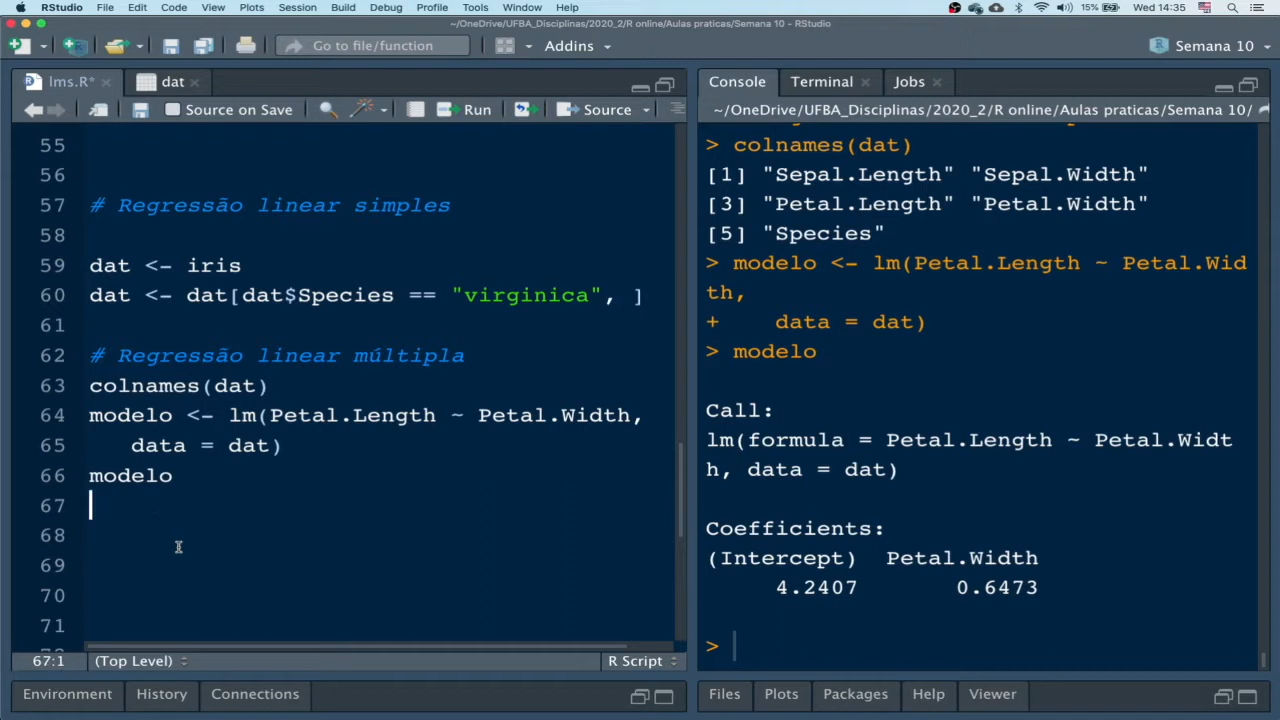 RStudio File Edit Code View Plots Session Build Debug Profile Tools Window Help 15% Wed 14:35
~/OneDrive/UFBA_Disciplinas/2020_2/R online/Aulas praticas/Semana 10 - RStudio
Go to file/function Addins Semana 10
lms.R* dat
Source on Save Run Source
55
56
57 # Regressão linear simples
58
59 dat <- iris
60 dat <- dat[dat$Species == "virginica", ]
61
62 # Regressão linear múltipla
63 colnames(dat)
64 modelo <- lm(Petal.Length ~ Petal.Width,
65 data = dat)
66 modelo
67
68
69
70
71
67:1 (Top Level) R Script
Environment History Connections
Console Terminal Jobs
~/OneDrive/UFBA_Disciplinas/2020_2/R online/Aulas praticas/Semana 10/
> colnames(dat)
[1] "Sepal.Length" "Sepal.Width"
[3] "Petal.Length" "Petal.Width"
[5] "Species"
> modelo <- lm(Petal.Length ~ Petal.Wid
th,
+ data = dat)
> modelo
Call:
lm(formula = Petal.Length ~ Petal.Widt
h, data = dat)
Coefficients:
(Intercept) Petal.Width
4.2407 0.6473
>
Files Plots Packages Help Viewer